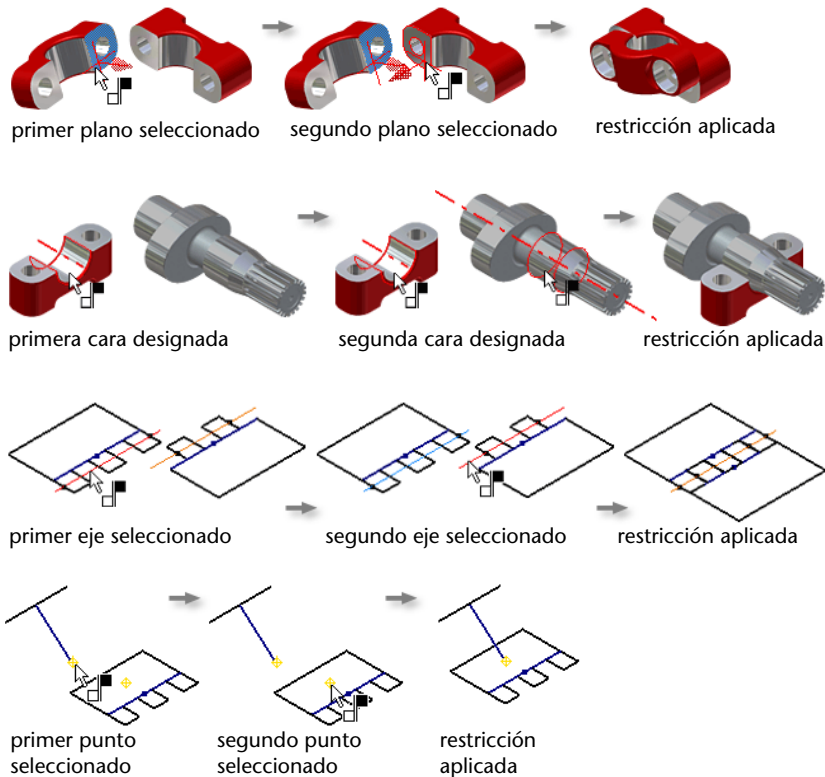 primer plano seleccionado
segundo plano seleccionado
restricción aplicada
primera cara designada
segunda cara designada
restricción aplicada
primer eje seleccionado
segundo eje seleccionado
restricción aplicada
primer punto
seleccionado
segundo punto
seleccionado
restricción
aplicada